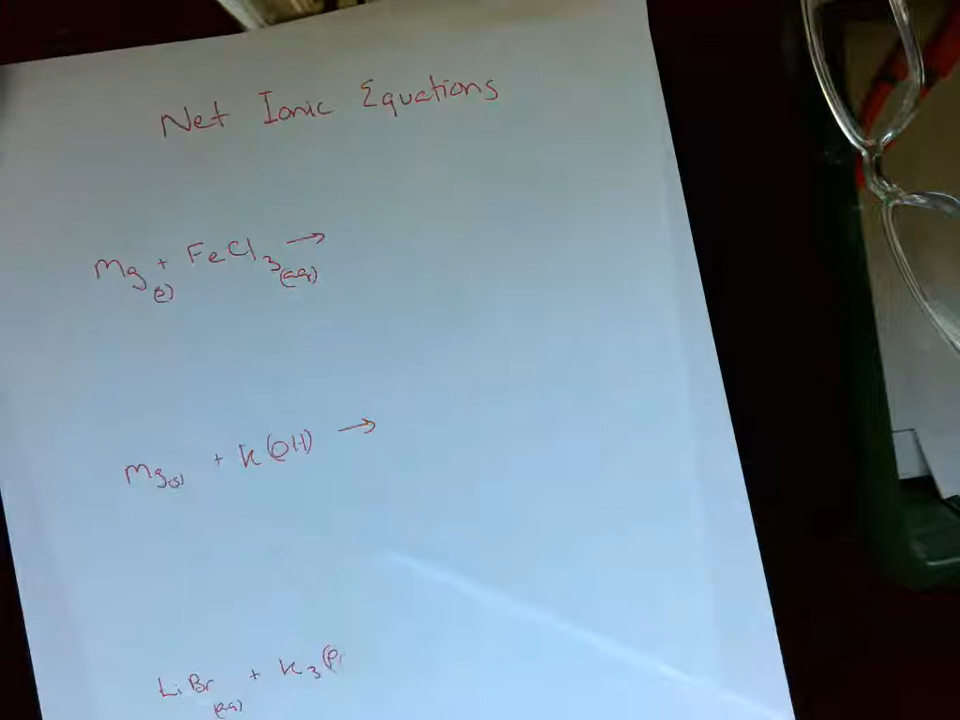 Net Ionic Equations
Mg(s) + FeCl3(aq) →
Mg(s) + K(OH) →
LiBr(aq) + K3(P